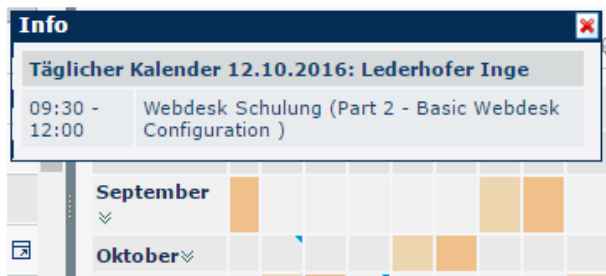 Info
Täglicher Kalender 12.10.2016: Lederhofer Inge
09:30 - Webdesk Schulung (Part 2 - Basic Webdesk
12:00 Configuration )
September
Oktober